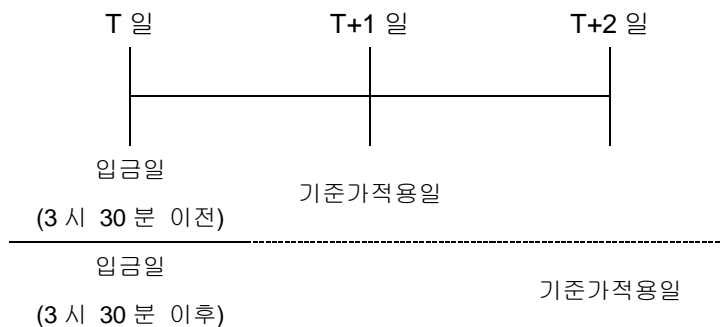 T 일 T+1 일 T+2 일
입금일
(3 시 30 분 이전)
기준가적용일
입금일
(3 시 30 분 이후)
기준가적용일